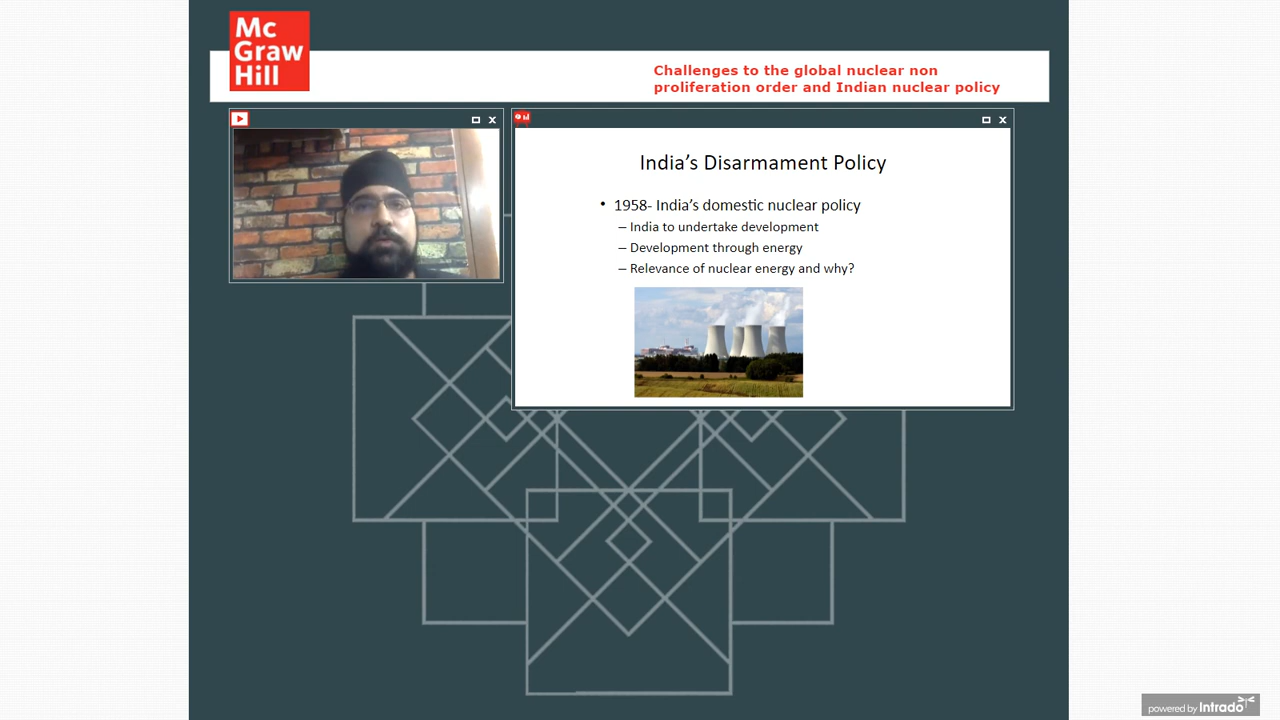 Mc
Graw
Hill
Challenges to the global nuclear non
proliferation order and Indian nuclear policy
India’s Disarmament Policy
• 1958- India’s domestic nuclear policy
– India to undertake development
– Development through energy
– Relevance of nuclear energy and why?
powered by Intrado